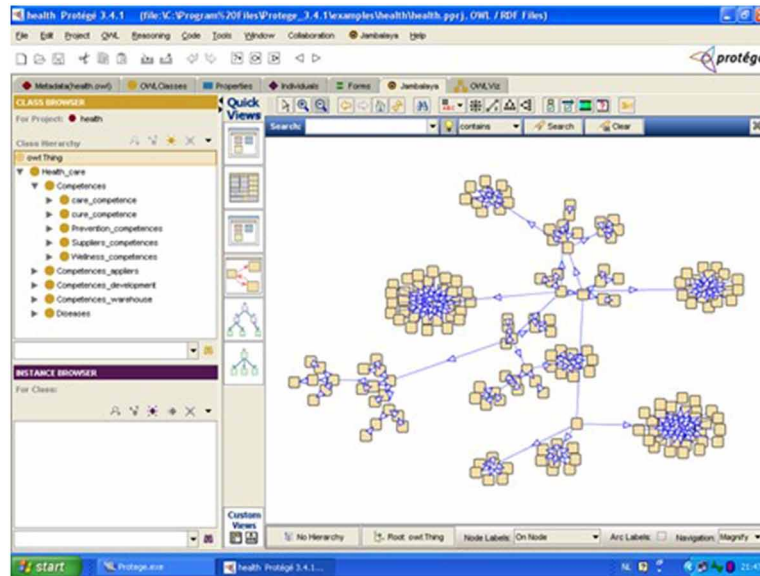 health Protégé 3.4.1 (file:\C:\Program%20Files\Protege_3.4.1\examples\health\health.pprj, OWL / RDF Files)
File Edit Project OWL Reasoning Code Tools Window Collaboration Jambalaya Help
protégé
Metadata(health.owl) OWLClasses Properties Individuals Forms Jambalaya OWLViz
CLASS BROWSER
For Project: health
Class Hierarchy
owl:Thing
Health_care
Competences
care_competence
cure_competence
Prevention_competences
Suppliers_competences
Wellness_competences
Competences_appliers
Competences_development
Competences_warehouse
Diseases
INSTANCE BROWSER
For Class:
Quick
Views
Custom
Views
Search: contains Search Clear
No Hierarchy Root: owl:Thing Node Labels: On Node Arc Labels: Navigation: Magnify
start Protege.exe health Protégé 3.4.1... NL